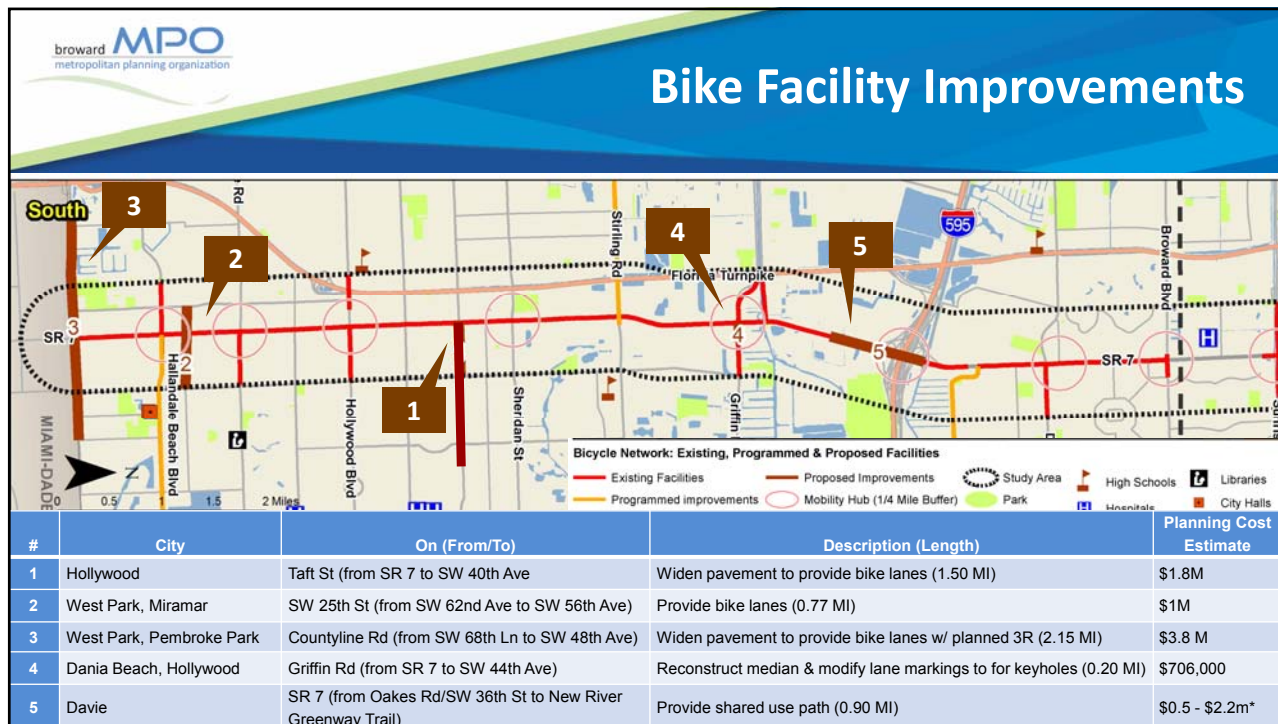 broward MPO
metropolitan planning organization
Bike Facility Improvements
South
3
2
4
5
1
Rd
Stirling Rd
Florida Turnpike
595
Broward Blvd
SR 7
3
2
4
5
SR 7
Hallandale Beach Blvd
Hollywood Blvd
Sheridan St
Griffin
MIAMI-DADE
N
0 0.5 1 1.5 2 Miles
H
Bicycle Network: Existing, Programmed & Proposed Facilities
Existing Facilities Proposed Improvements Study Area High Schools Libraries
Programmed improvements Mobility Hub (1/4 Mile Buffer) Park H Hospitals City Halls
# City On (From/To) Description (Length) Planning Cost Estimate
1 Hollywood Taft St (from SR 7 to SW 40th Ave Widen pavement to provide bike lanes (1.50 MI) $1.8M
2 West Park, Miramar SW 25th St (from SW 62nd Ave to SW 56th Ave) Provide bike lanes (0.77 MI) $1M
3 West Park, Pembroke Park Countyline Rd (from SW 68th Ln to SW 48th Ave) Widen pavement to provide bike lanes w/ planned 3R (2.15 MI) $3.8 M
4 Dania Beach, Hollywood Griffin Rd (from SR 7 to SW 44th Ave) Reconstruct median & modify lane markings to for keyholes (0.20 MI) $706,000
5 Davie SR 7 (from Oakes Rd/SW 36th St to New River Greenway Trail) Provide shared use path (0.90 MI) $0.5 - $2.2m*